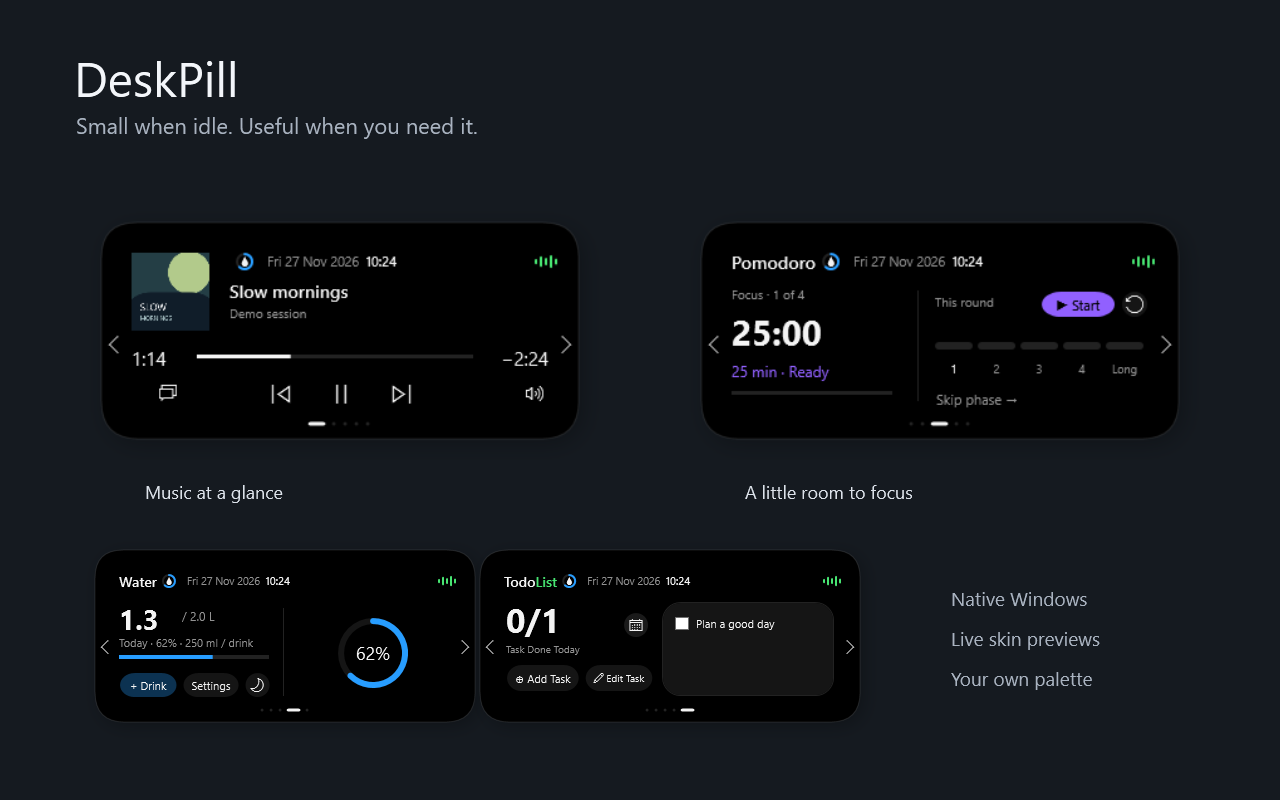 DeskPill
Small when idle. Useful when you need it.
Fri 27 Nov 2026 10:24
Slow mornings
Demo session
SLOW
MORNINGS
1:14
−2:24
Pomodoro
Fri 27 Nov 2026 10:24
Focus · 1 of 4
25:00
25 min · Ready
This round
▶ Start
1 2 3 4 Long
Skip phase →
Music at a glance
A little room to focus
Water
Fri 27 Nov 2026 10:24
1.3 / 2.0 L
Today · 62% · 250 ml / drink
+ Drink
Settings
62%
TodoList
Fri 27 Nov 2026 10:24
0/1
Task Done Today
⊕ Add Task
Edit Task
Plan a good day
Native Windows
Live skin previews
Your own palette